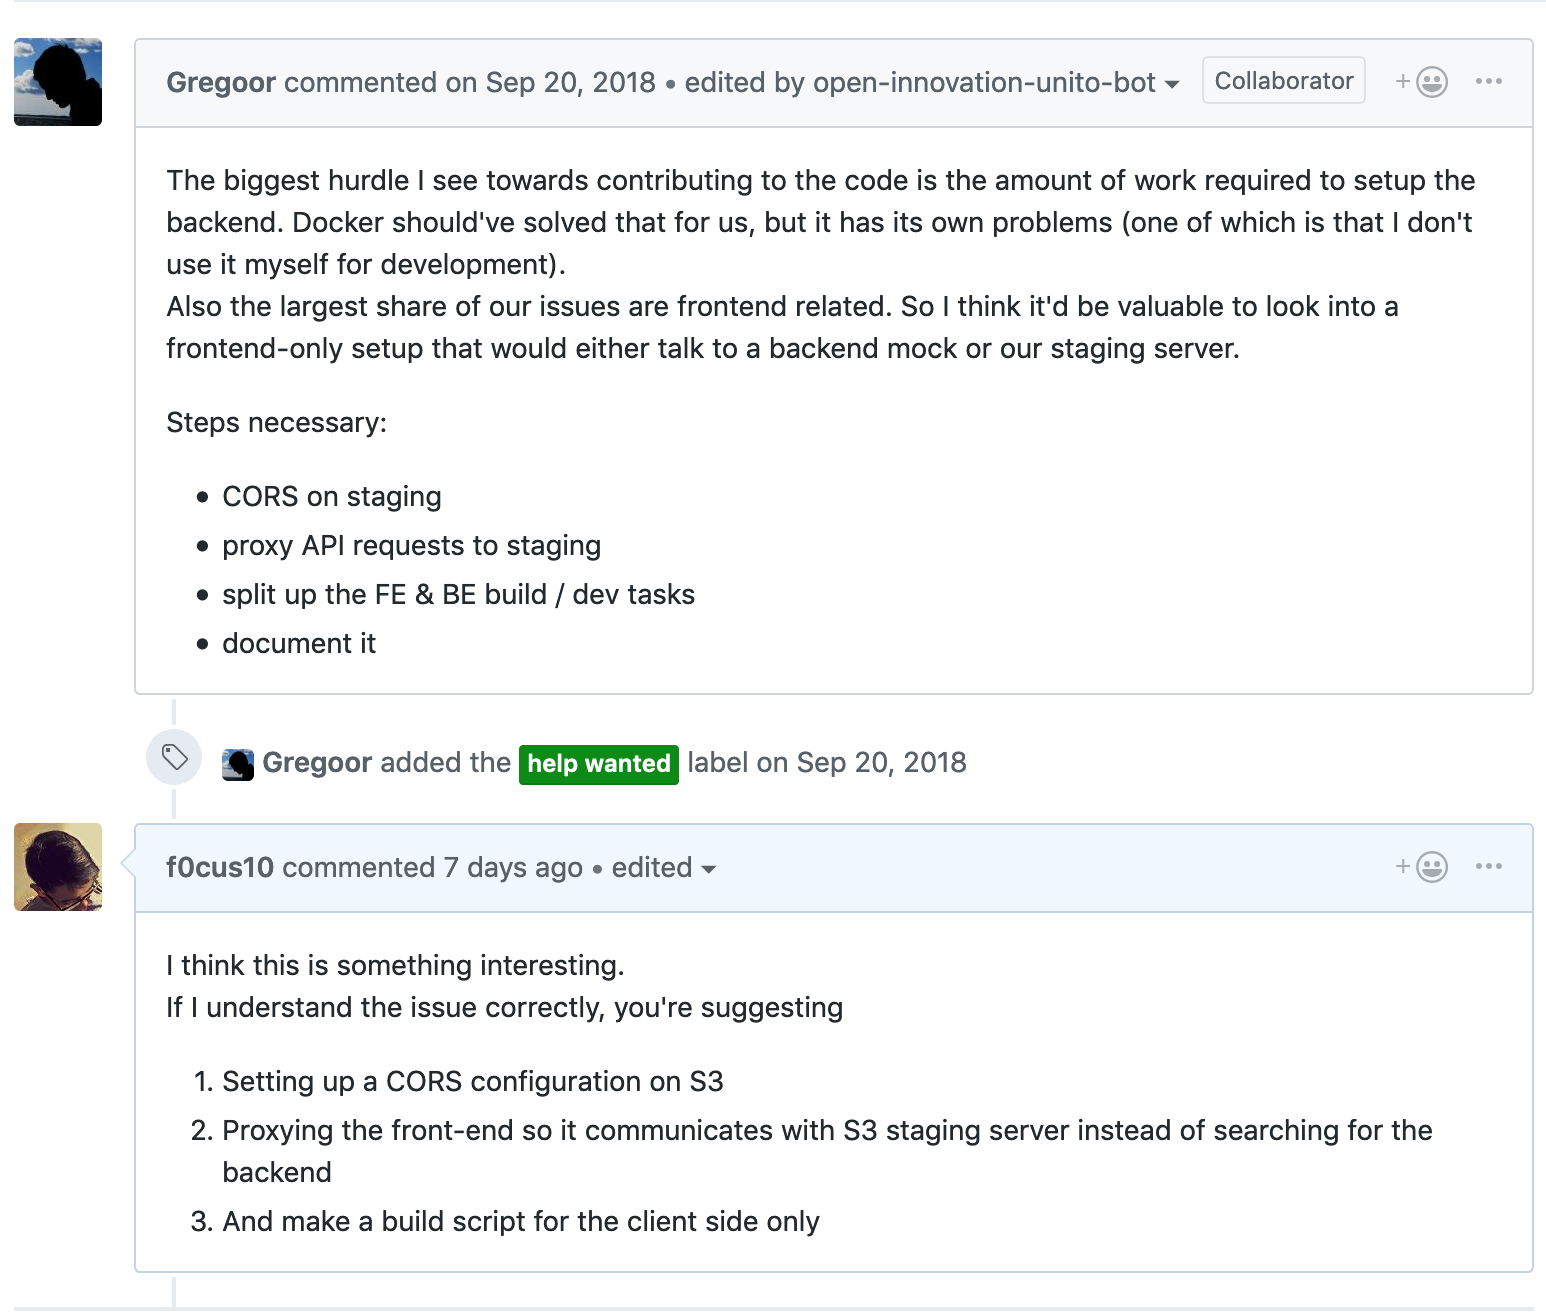 Gregoor commented on Sep 20, 2018 • edited by open-innovation-unito-bot Collaborator
The biggest hurdle I see towards contributing to the code is the amount of work required to setup the
backend. Docker should've solved that for us, but it has its own problems (one of which is that I don't
use it myself for development).
Also the largest share of our issues are frontend related. So I think it'd be valuable to look into a
frontend-only setup that would either talk to a backend mock or our staging server.
Steps necessary:
• CORS on staging
• proxy API requests to staging
• split up the FE & BE build / dev tasks
• document it
Gregoor added the help wanted label on Sep 20, 2018
f0cus10 commented 7 days ago • edited
I think this is something interesting.
If I understand the issue correctly, you're suggesting
1. Setting up a CORS configuration on S3
2. Proxying the front-end so it communicates with S3 staging server instead of searching for the
backend
3. And make a build script for the client side only